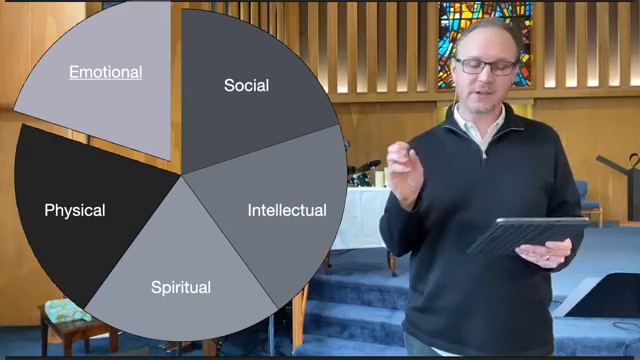 Emotional
Social
Physical
Intellectual
Spiritual